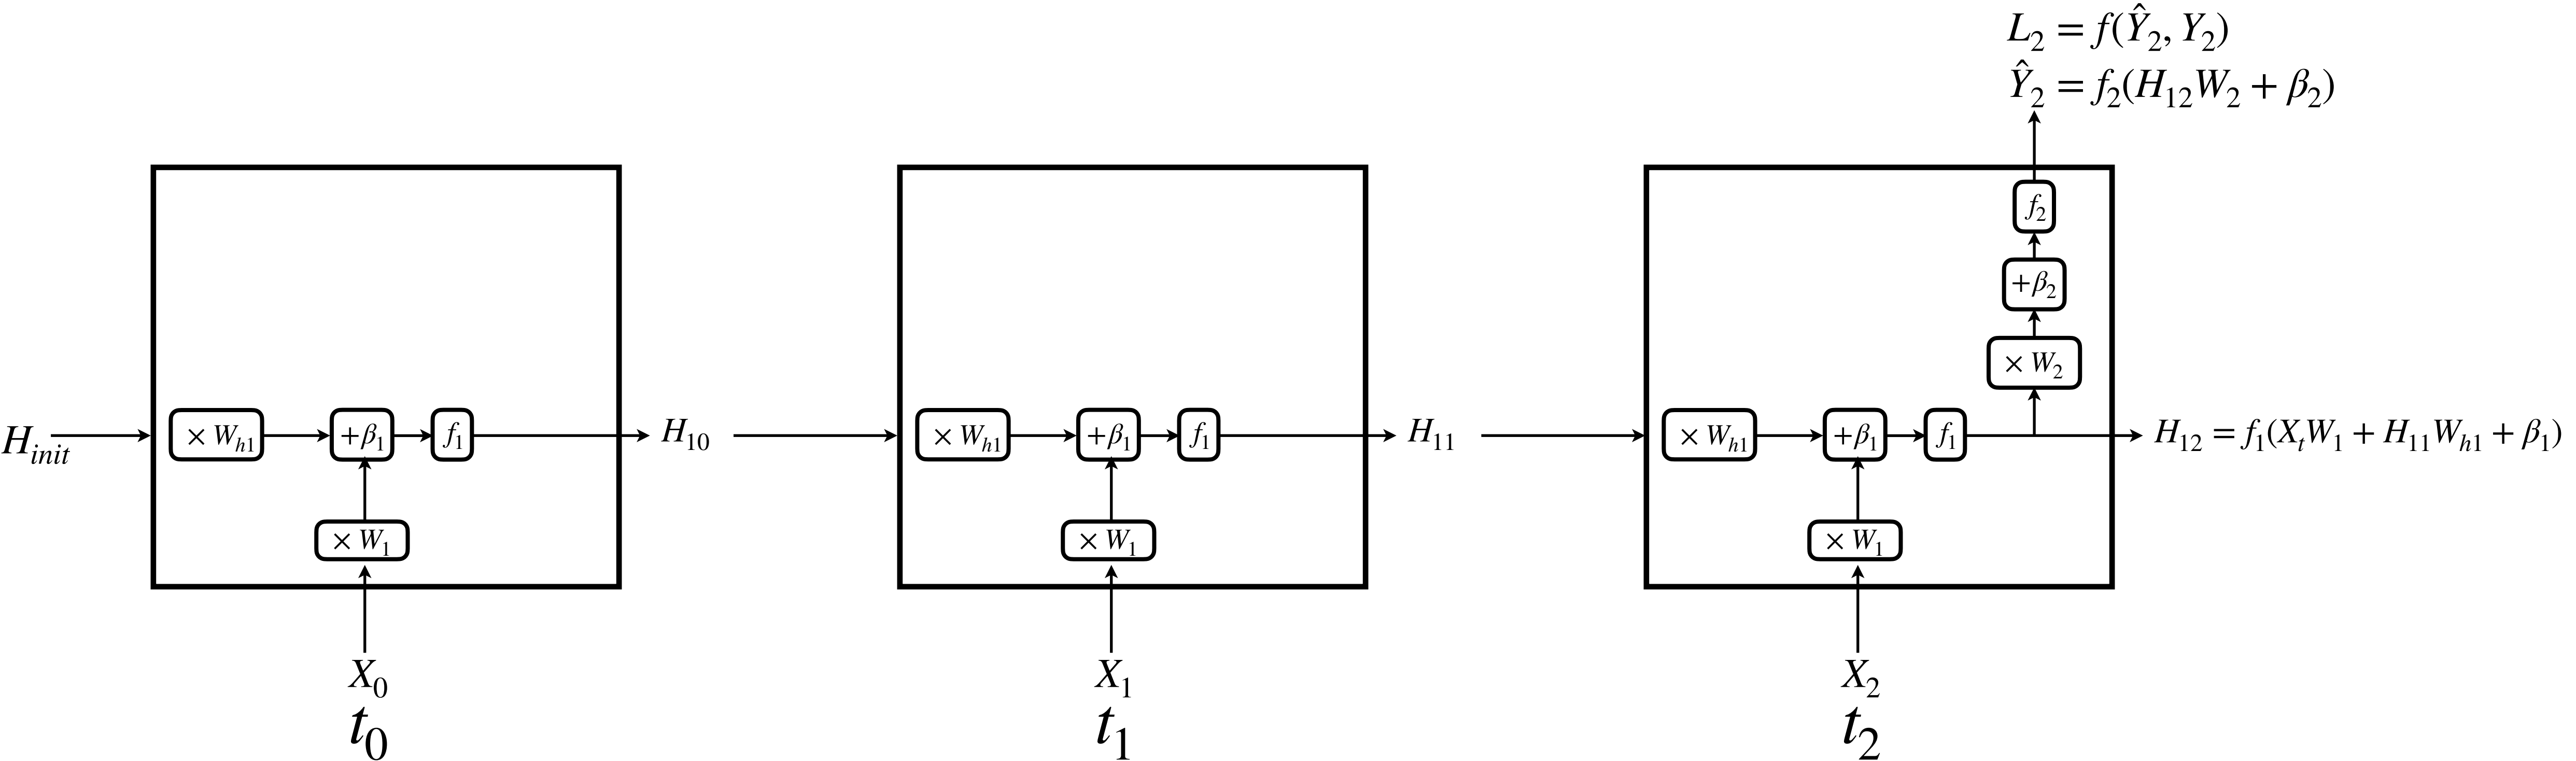 L₂ = f(Ŷ₂, Y₂)
Ŷ₂ = f₂(H₁₂W₂ + β₂)
f₂
+β₂
× W₂
H_init
× W_h1
+β₁
f₁
H₁₀
× W_h1
+β₁
f₁
H₁₁
× W_h1
+β₁
f₁
H₁₂ = f₁(X_tW₁ + H₁₁W_h1 + β₁)
× W₁
× W₁
× W₁
X₀
X₁
X₂
t₀
t₁
t₂